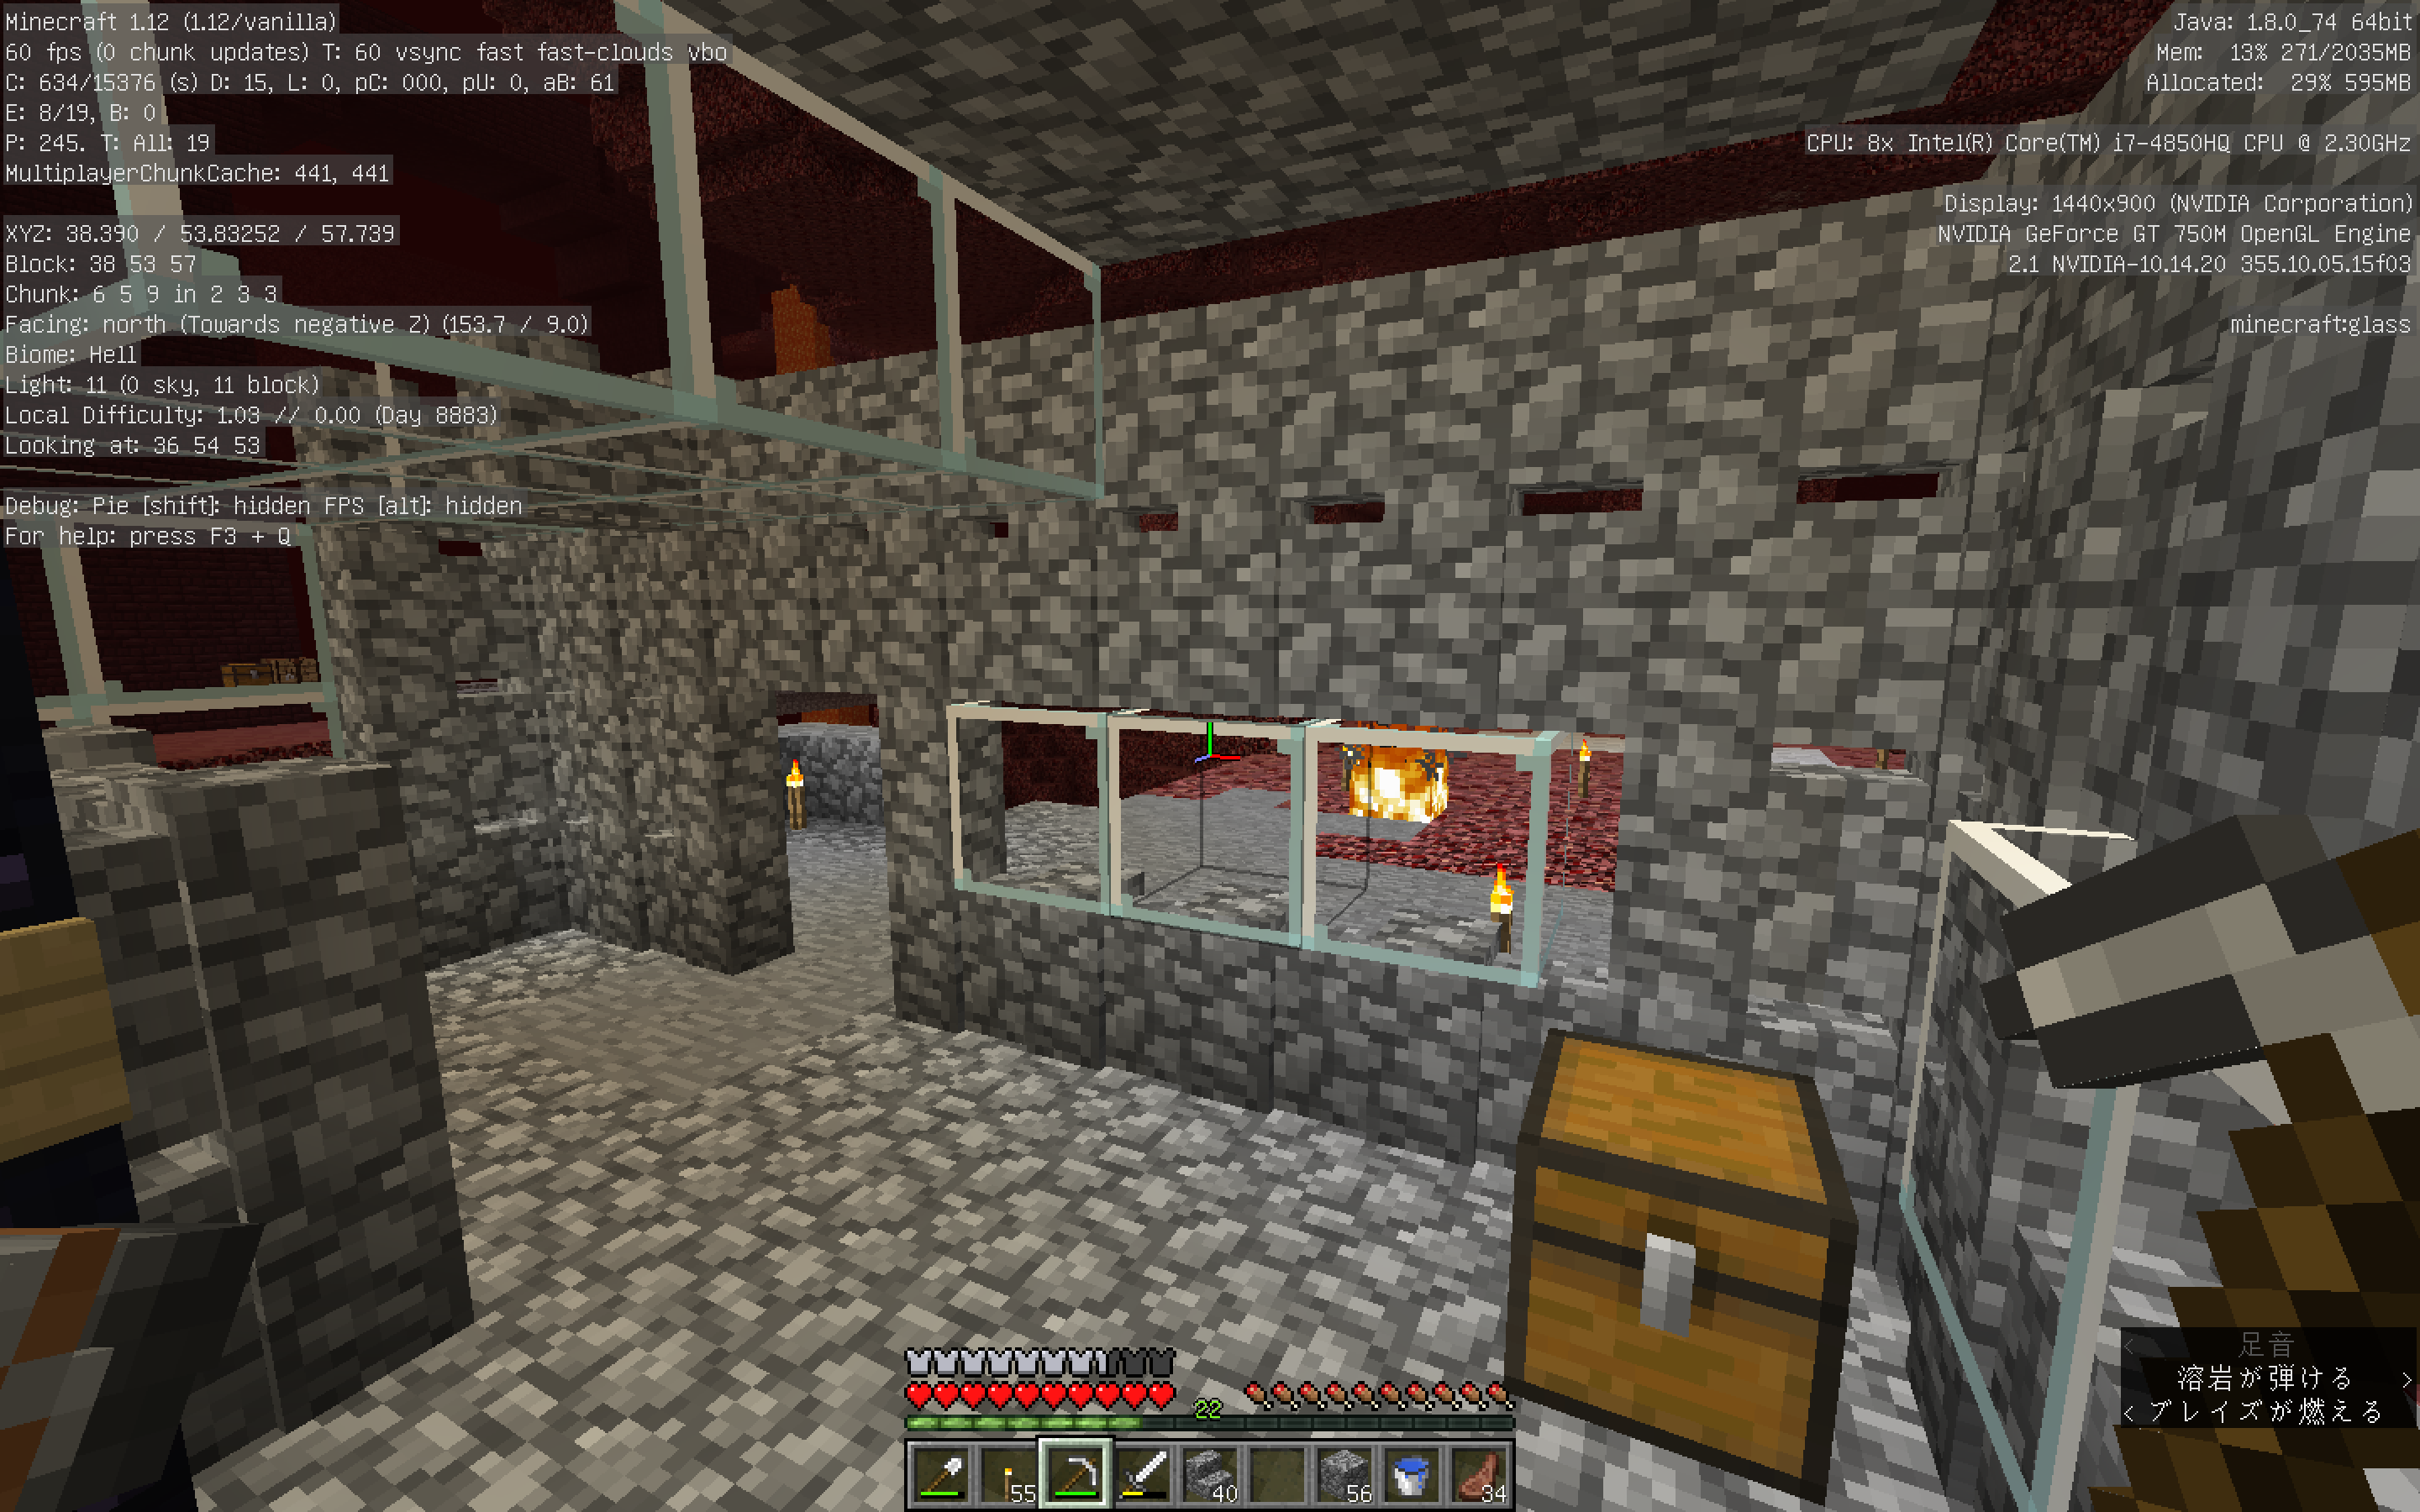 Minecraft 1.12 (1.12/vanilla)
60 fps (0 chunk updates) T: 60 vsync fast fast-clouds vbo
C: 634/15376 (s) D: 15, L: 0, pC: 000, pU: 0, aB: 61
E: 8/19, B: 0
P: 245. T: All: 19
MultiplayerChunkCache: 441, 441
XYZ: 38.390 / 53.83252 / 57.739
Block: 38 53 57
Chunk: 6 5 9 in 2 3 3
Facing: north (Towards negative Z) (153.7 / 9.0)
Biome: Hell
Light: 11 (0 sky, 11 block)
Local Difficulty: 1.03 // 0.00 (Day 8883)
Looking at: 36 54 53
Debug: Pie [shift]: hidden FPS [alt]: hidden
For help: press F3 + Q
Java: 1.8.0_74 64bit
Mem: 13% 271/2035MB
Allocated: 29% 595MB
CPU: 8x Intel(R) Core(TM) i7-4850HQ CPU @ 2.30GHz
Display: 1440x900 (NVIDIA Corporation)
NVIDIA GeForce GT 750M OpenGL Engine
2.1 NVIDIA-10.14.20 355.10.05.15f03
minecraft:glass
< 足音
溶岩が弾ける >
< ブレイズが燃える
22
55 40 56 34